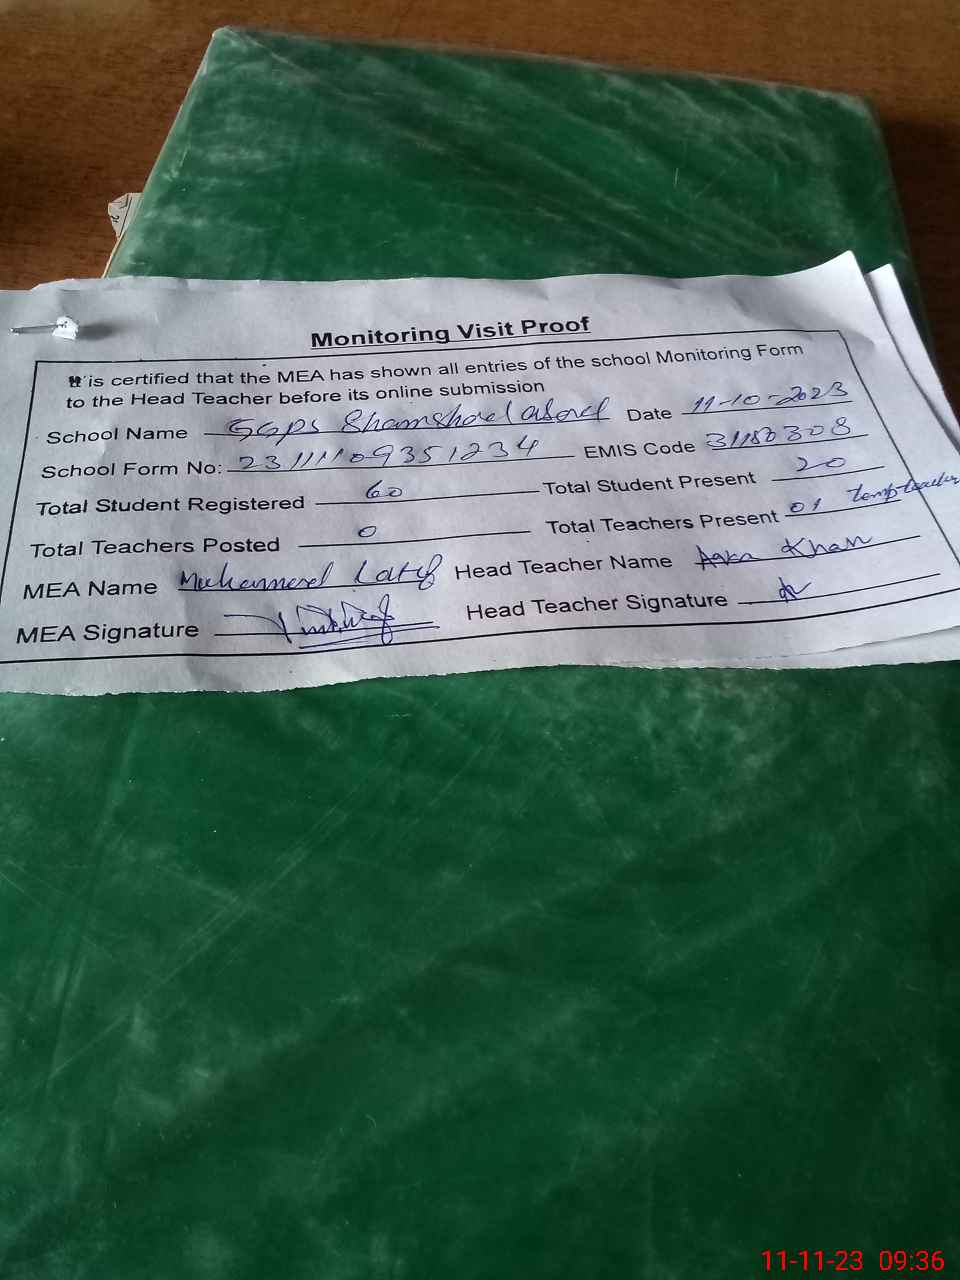 Monitoring Visit Proof
It is certified that the MEA has shown all entries of the school Monitoring Form
to the Head Teacher before its online submission
School Name GGPS Date 11-10-2023
School Form No: 23111109351234 EMIS Code 31180308
Total Student Registered 60 Total Student Present 20
Total Teachers Posted 0 Total Teachers Present 01 Temp teacher
MEA Name Muhammad Latif Head Teacher Name Khan
MEA Signature Head Teacher Signature
11-11-23 09:36